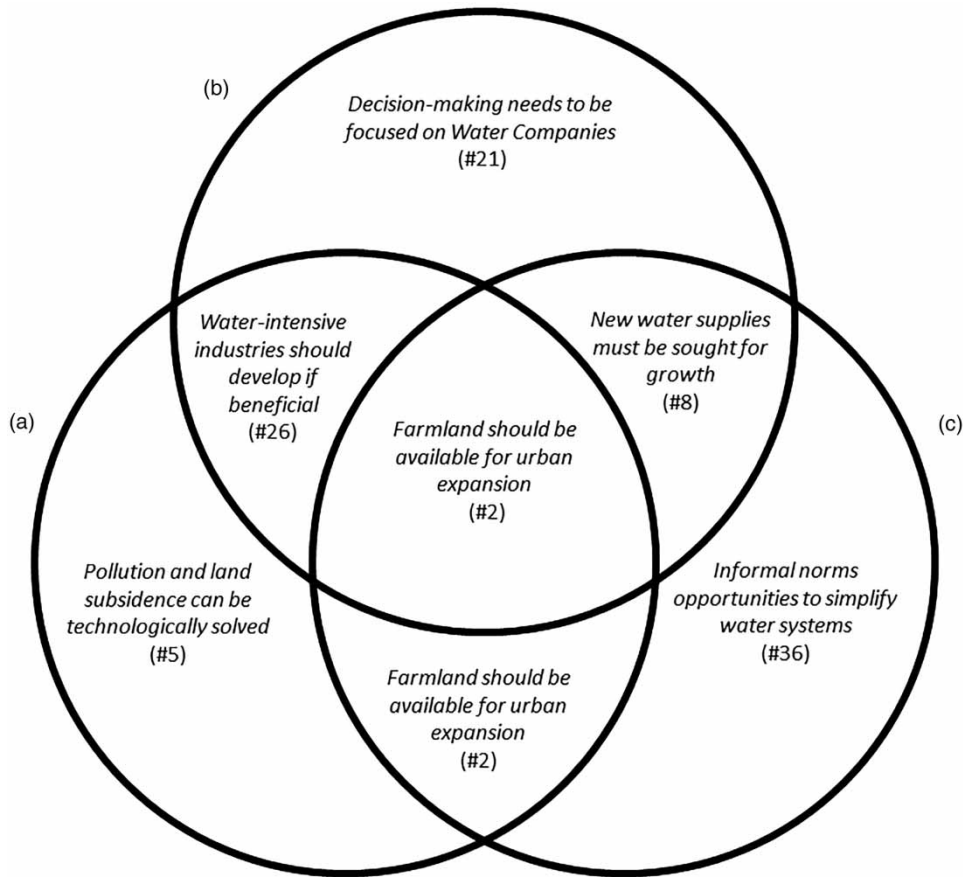 (b)
Decision-making needs to be
focused on Water Companies
(#21)
Water-intensive
industries should
develop if
beneficial
(#26)
New water supplies
must be sought for
growth
(#8)
(a)
(c)
Farmland should be
available for urban
expansion
(#2)
Pollution and land
subsidence can be
technologically solved
(#5)
Informal norms
opportunities to simplify
water systems
(#36)
Farmland should be
available for urban
expansion
(#2)